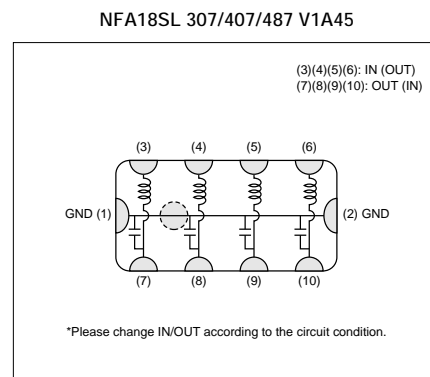 NFA18SL 307/407/487 V1A45
(3)(4)(5)(6): IN (OUT)
(7)(8)(9)(10): OUT (IN)
(3) (4) (5) (6)
GND (1) (2) GND
(7) (8) (9) (10)
*Please change IN/OUT according to the circuit condition.